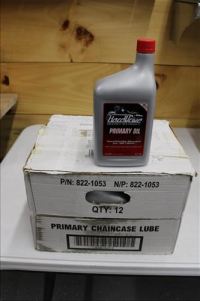 PRIMARY OIL
P/N: 822-1053 N/P: 822-1053
QTY: 12
PRIMARY CHAINCASE LUBE